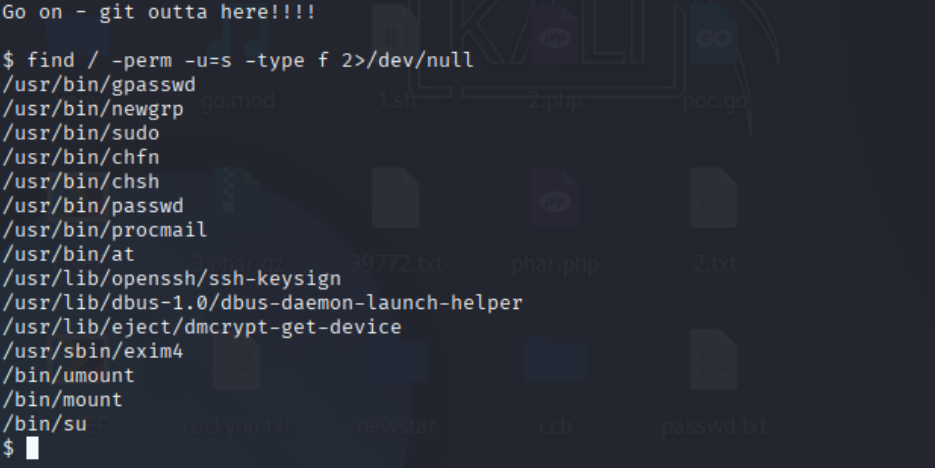 Go on - git outta here!!!!
$ find / -perm -u=s -type f 2>/dev/null
/usr/bin/gpasswd
/usr/bin/newgrp
/usr/bin/sudo
/usr/bin/chfn
/usr/bin/chsh
/usr/bin/passwd
/usr/bin/procmail
/usr/bin/at
/usr/lib/openssh/ssh-keysign
/usr/lib/dbus-1.0/dbus-daemon-launch-helper
/usr/lib/eject/dmcrypt-get-device
/usr/sbin/exim4
/bin/umount
/bin/mount
/bin/su
$
KALI
go.mod 1.sh 2.php poc.go
39772.txt phar.php 2.txt
rockyou.txt newstar ccb passwd.txt